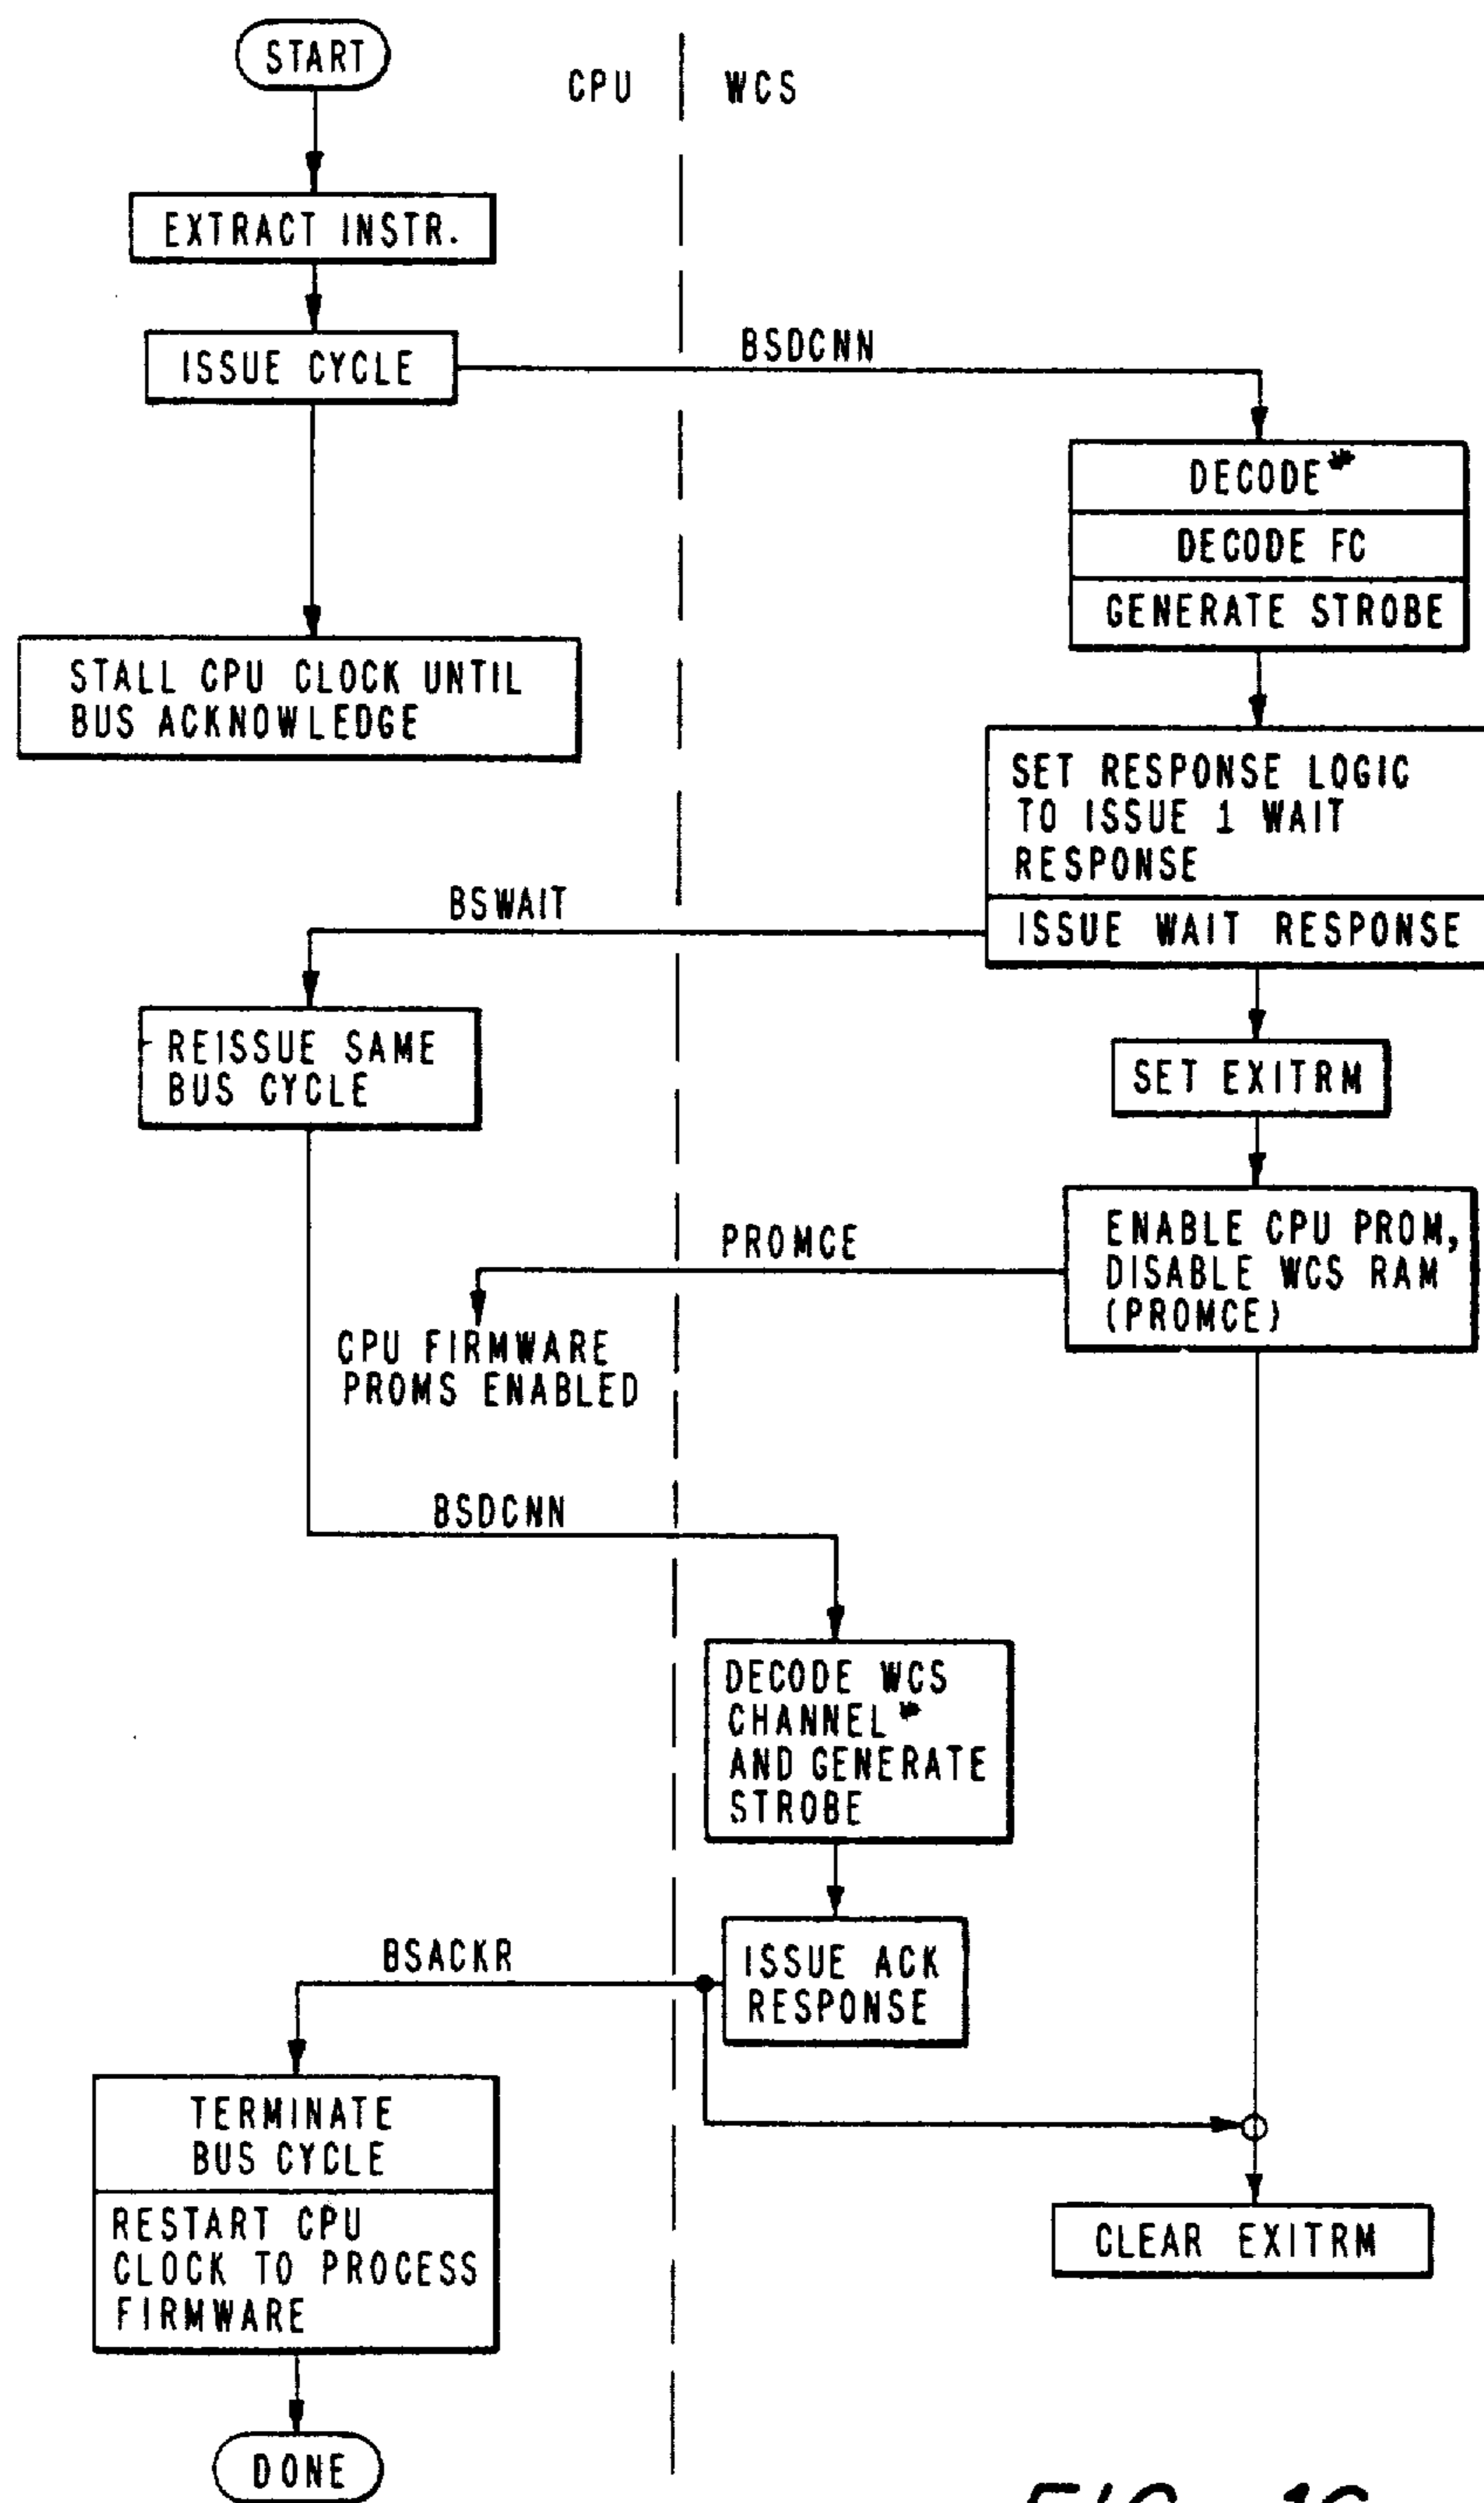 START
CPU
WCS
EXTRACT INSTR.
ISSUE CYCLE
BSDCNN
DECODE*
DECODE FC
GENERATE STROBE
STALL CPU CLOCK UNTIL
BUS ACKNOWLEDGE
SET RESPONSE LOGIC
TO ISSUE 1 WAIT
RESPONSE
ISSUE WAIT RESPONSE
BSWAIT
REISSUE SAME
BUS CYCLE
SET EXITRM
ENABLE CPU PROM,
DISABLE WCS RAM
(PROMCE)
PROMCE
CPU FIRMWARE
PROMS ENABLED
BSDCNN
DECODE WCS
CHANNEL*
AND GENERATE
STROBE
ISSUE ACK
RESPONSE
BSACKR
TERMINATE
BUS CYCLE
RESTART CPU
CLOCK TO PROCESS
FIRMWARE
CLEAR EXITRM
DONE